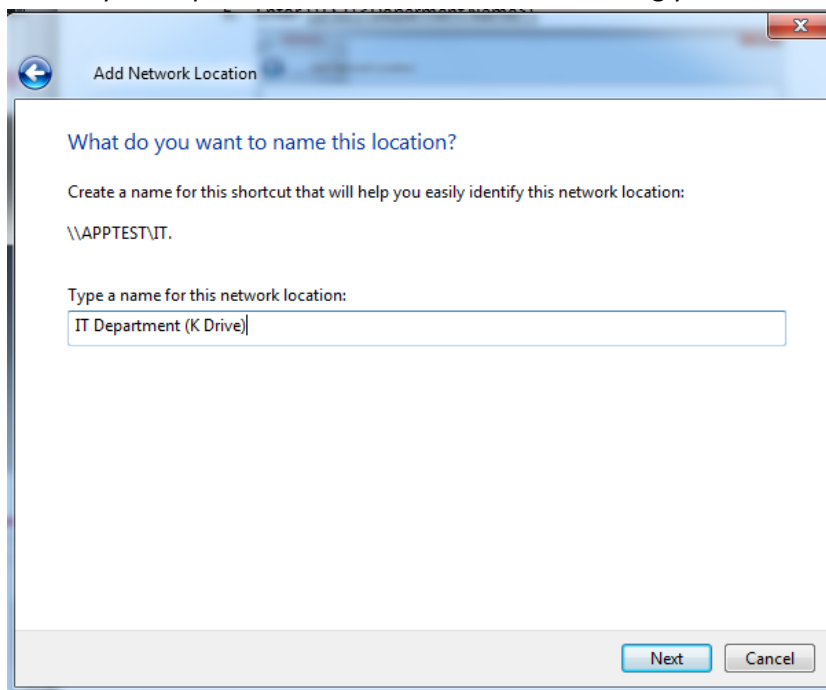 Add Network Location
What do you want to name this location?
Create a name for this shortcut that will help you easily identify this network location:
\\APPTEST\IT.
Type a name for this network location:
IT Department (K Drive)
Next Cancel